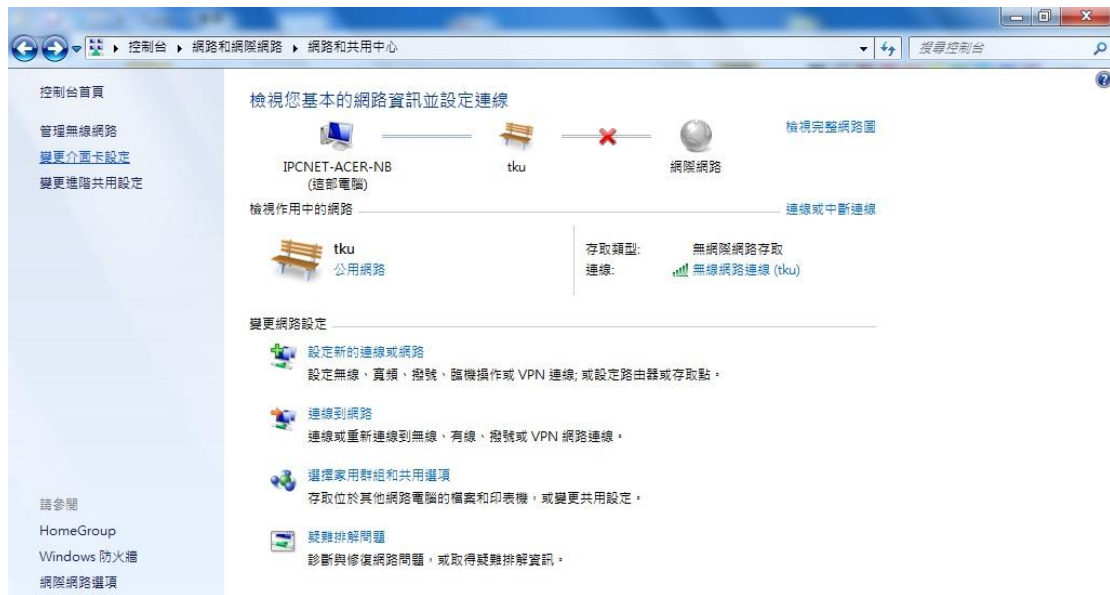 控制台 ▸ 網路和網際網路 ▸ 網路和共用中心
搜尋控制台
控制台首頁
管理無線網路
變更介面卡設定
變更進階共用設定
檢視您基本的網路資訊並設定連線
檢視完整網路圖
IPCNET-ACER-NB
(這部電腦)
tku
網際網路
檢視作用中的網路
連線或中斷連線
tku
公用網路
存取類型: 無網際網路存取
連線: 無線網路連線 (tku)
變更網路設定
設定新的連線或網路
設定無線、寬頻、撥號、臨機操作或 VPN 連線; 或設定路由器或存取點。
連線到網路
連線或重新連線到無線、有線、撥號或 VPN 網路連線。
選擇家用群組和共用選項
存取位於其他網路電腦的檔案和印表機，或變更共用設定。
疑難排解問題
診斷與修復網路問題，或取得疑難排解資訊。
請參閱
HomeGroup
Windows 防火牆
網際網路選項